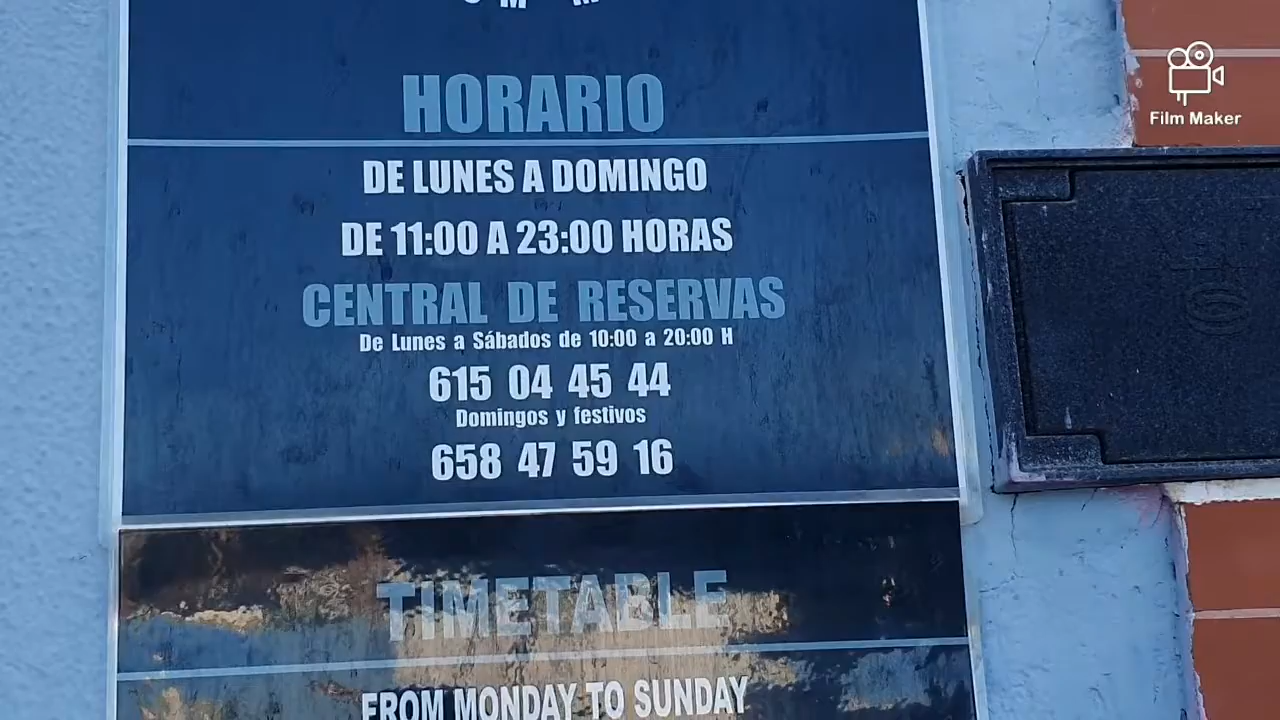 HORARIO
DE LUNES A DOMINGO
DE 11:00 A 23:00 HORAS
CENTRAL DE RESERVAS
De Lunes a Sábados de 10:00 a 20:00 H
615 04 45 44
Domingos y festivos
658 47 59 16
TIMETABLE
FROM MONDAY TO SUNDAY
Film Maker